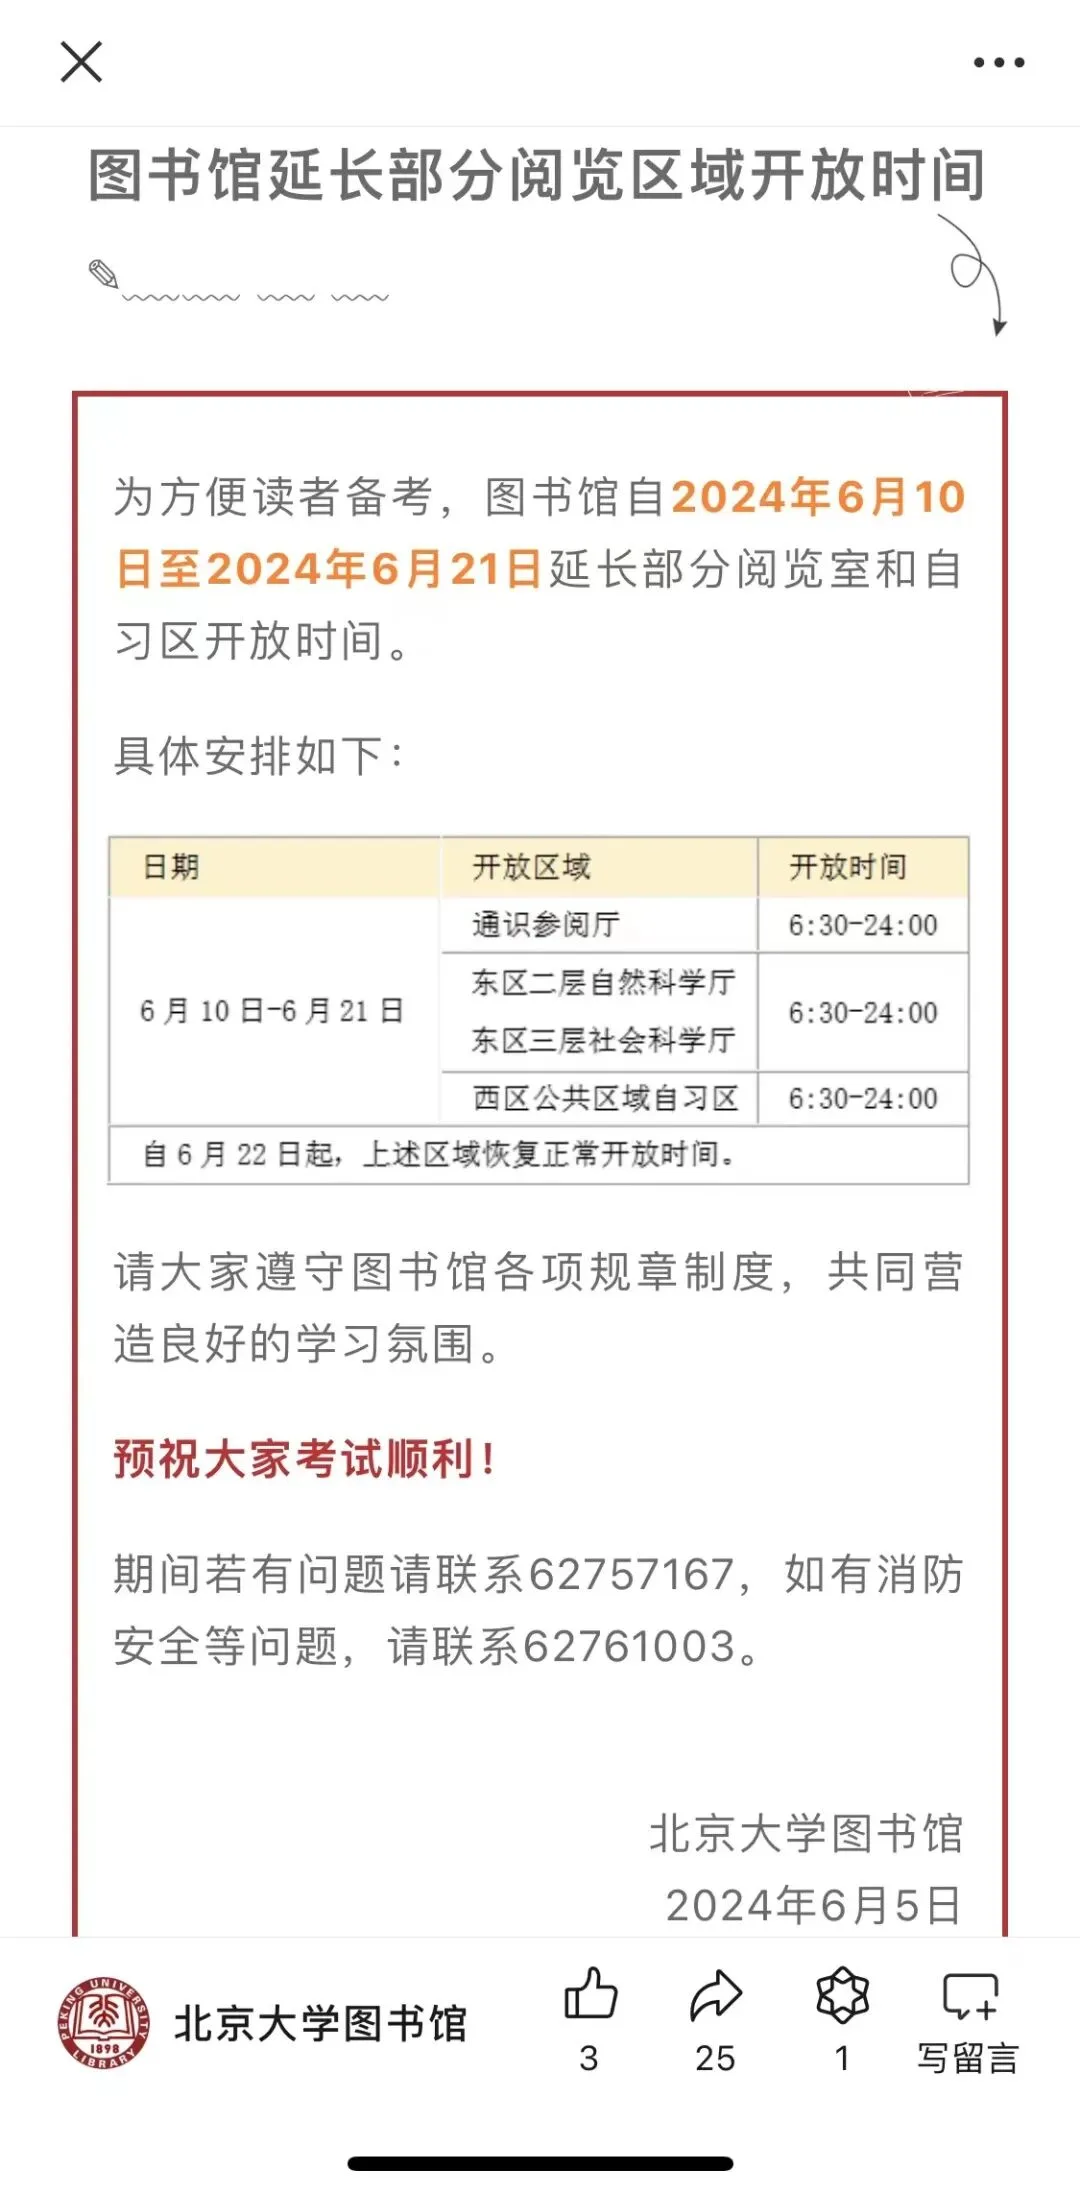 图书馆延长部分阅览区域开放时间
为方便读者备考，图书馆自2024年6月10
日至2024年6月21日延长部分阅览室和自
习区开放时间。
具体安排如下：
日期 开放区域 开放时间
通识参阅厅 6:30-24:00
6月10日-6月21日
东区二层自然科学厅
东区三层社会科学厅
6:30-24:00
西区公共区域自习区 6:30-24:00
自6月22日起，上述区域恢复正常开放时间。
请大家遵守图书馆各项规章制度，共同营
造良好的学习氛围。
预祝大家考试顺利！
期间若有问题请联系62757167，如有消防
安全等问题，请联系62761003。
北京大学图书馆
2024年6月5日
PEKING UNIVERSITY
1898
LIBRARY
北京大学图书馆
3
25
1
写留言